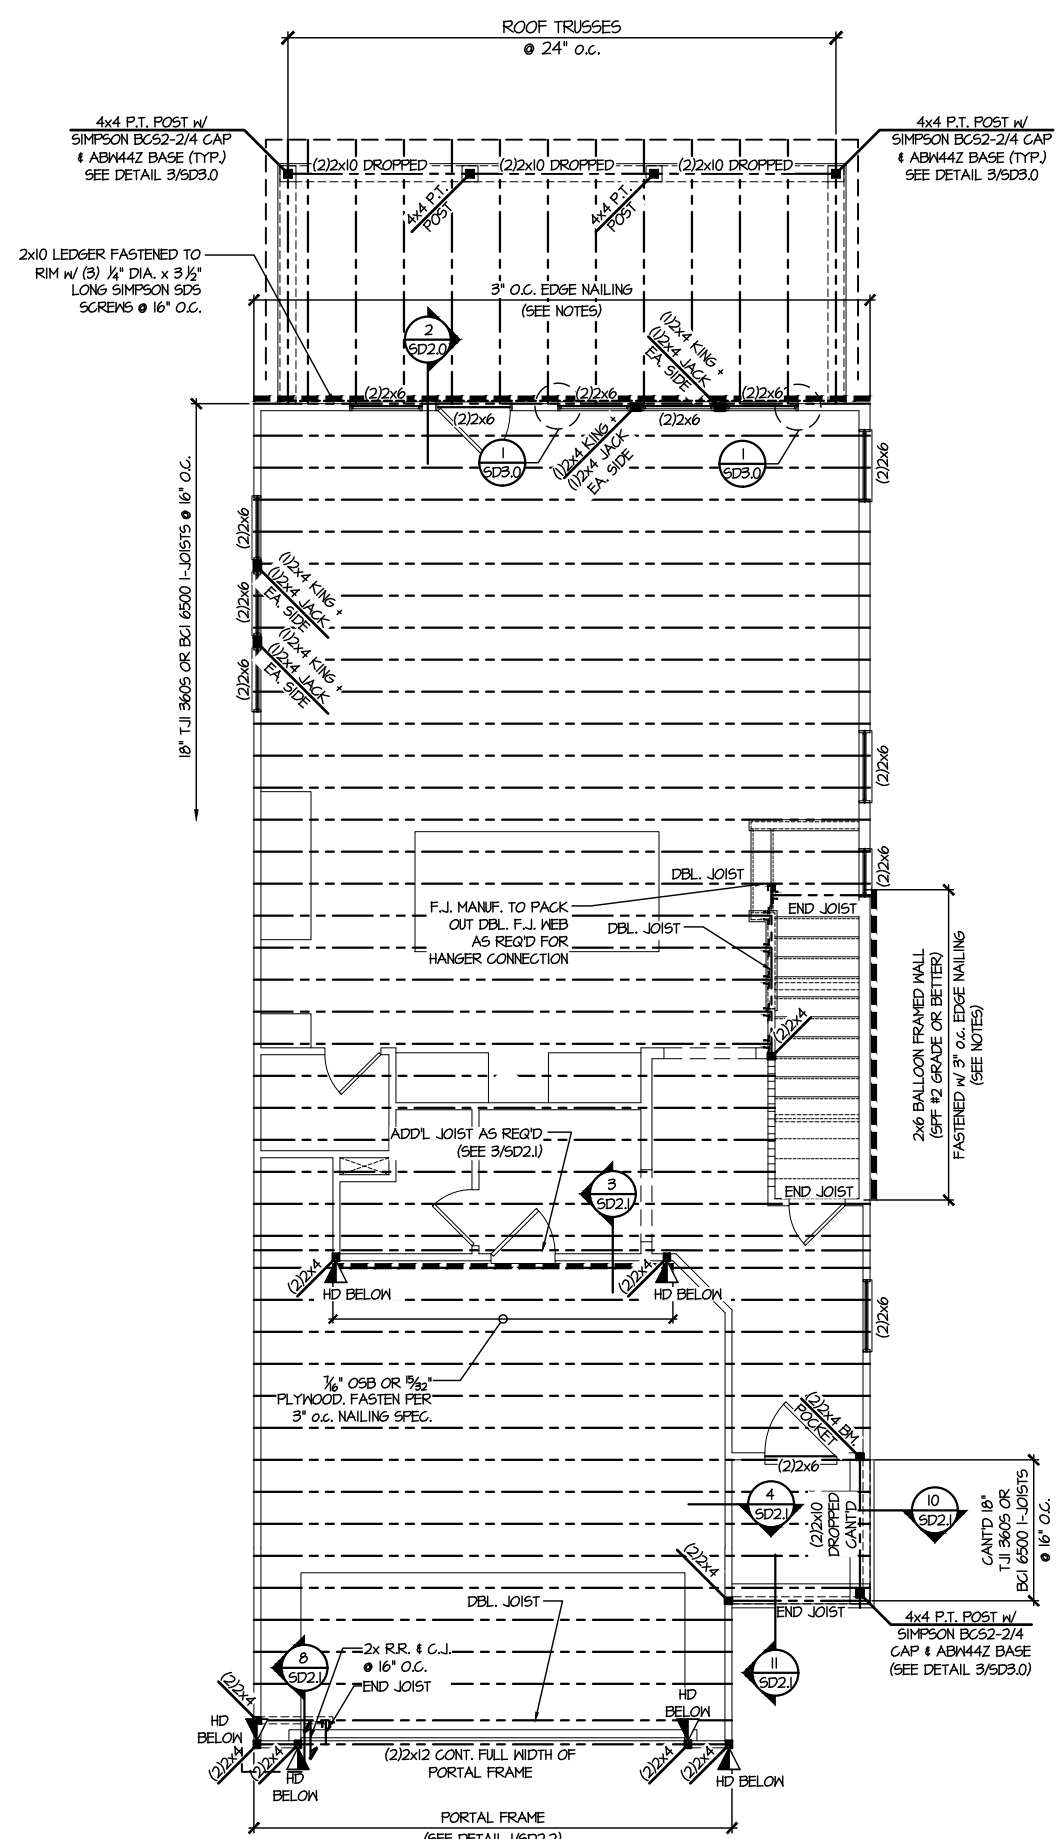 ROOF TRUSSES
@ 24" o.c.
4x4 P.T. POST w/
SIMPSON BCS2-2/4 CAP
& ABW44Z BASE (TYP.)
SEE DETAIL 3/SD3.0
4x4 P.T. POST w/
SIMPSON BCS2-2/4 CAP
& ABW44Z BASE (TYP.)
SEE DETAIL 3/SD3.0
(2)2x10 DROPPED
(2)2x10 DROPPED
(2)2x10 DROPPED
4x4 P.T.
POST
4x4 P.T.
POST
2x10 LEDGER FASTENED TO
RIM w/ (3) 1/4" DIA. x 3 1/2"
LONG SIMPSON SDS
SCREWS @ 16" O.C.
3" O.C. EDGE NAILING
(SEE NOTES)
2
SD2.0
(1)2x4 KING +
(1)2x4 JACK
EA. SIDE
(2)2x6
(2)2x6
(2)2x6
(2)2x6
(2)2x6
1
SD3.0
(1)2x4 KING +
(1)2x4 JACK
EA. SIDE
1
SD3.0
(2)2x6
18" TJI 360S OR BCI 6500 I-JOISTS @ 16" O.C.
(2)2x6
(1)2x4 KING +
(1)2x4 JACK
EA. SIDE
(2)2x6
(1)2x4 KING +
(1)2x4 JACK
EA. SIDE
(2)2x6
(2)2x6
(2)2x6
DBL. JOIST
F.J. MANUF. TO PACK
OUT DBL. F.J. WEB
AS REQ'D FOR
HANGER CONNECTION
DBL. JOIST
END JOIST
2x6 BALLOON FRAMED WALL
(SPF #2 GRADE OR BETTER)
FASTENED w/ 3" o.c. EDGE NAILING
(SEE NOTES)
(2)2x4
ADD'L JOIST AS REQ'D
(SEE 3/SD2.1)
3
SD2.1
END JOIST
(2)2x4
HD BELOW
(2)2x4
HD BELOW
(2)2x6
7/16" OSB OR 15/32"
PLYWOOD. FASTEN PER
3" o.c. NAILING SPEC.
(2)2x4 BM.
POCKET
(2)2x6
4
SD2.1
(2)2x10
DROPPED
CANT'D
10
SD2.1
CANT'D 18"
TJI 360S OR
BCI 6500 I-JOISTS
@ 16" O.C.
(2)2x4
DBL. JOIST
END JOIST
4x4 P.T. POST w/
SIMPSON BCS2-2/4
CAP & ABW44Z BASE
(SEE DETAIL 3/SD3.0)
8
SD2.1
2x R.R. & C.J.
@ 16" O.C.
END JOIST
11
SD2.1
(2)2x4
HD
BELOW
HD
BELOW
(2)2x4
(2)2x4
HD
BELOW
(2)2x12 CONT. FULL WIDTH OF
PORTAL FRAME
(2)2x4
(2)2x4
HD BELOW
PORTAL FRAME
(SEE DETAIL 1/SD2.2)